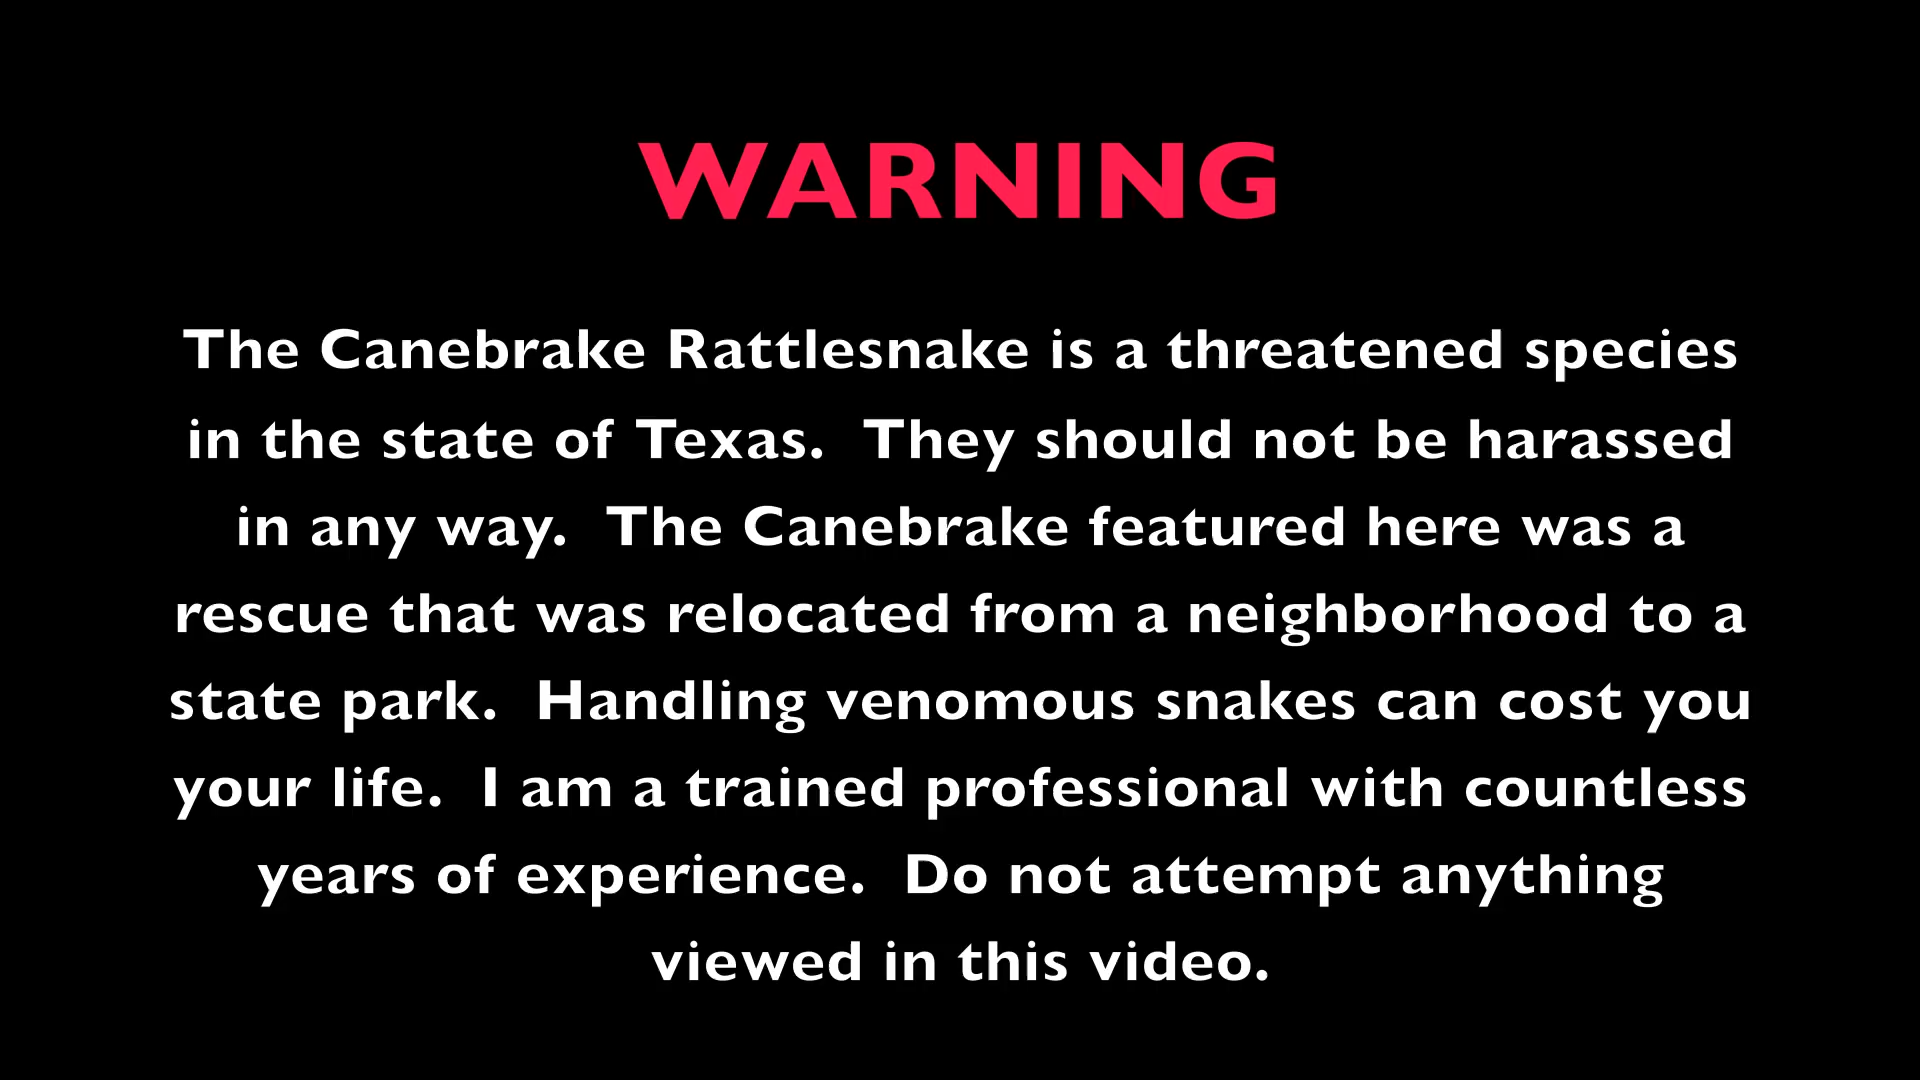 WARNING
The Canebrake Rattlesnake is a threatened species
in the state of Texas.  They should not be harassed
in any way.  The Canebrake featured here was a
rescue that was relocated from a neighborhood to a
state park.  Handling venomous snakes can cost you
your life.  I am a trained professional with countless
years of experience.  Do not attempt anything
viewed in this video.